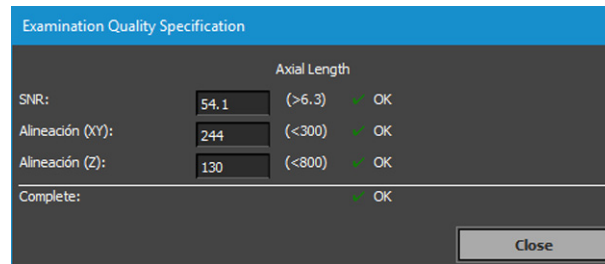 Examination Quality Specification
Axial Length
SNR: 54.1 (>6.3) ✓ OK
Alineación (XY): 244 (<300) ✓ OK
Alineación (Z): 130 (<800) ✓ OK
Complete: ✓ OK
Close